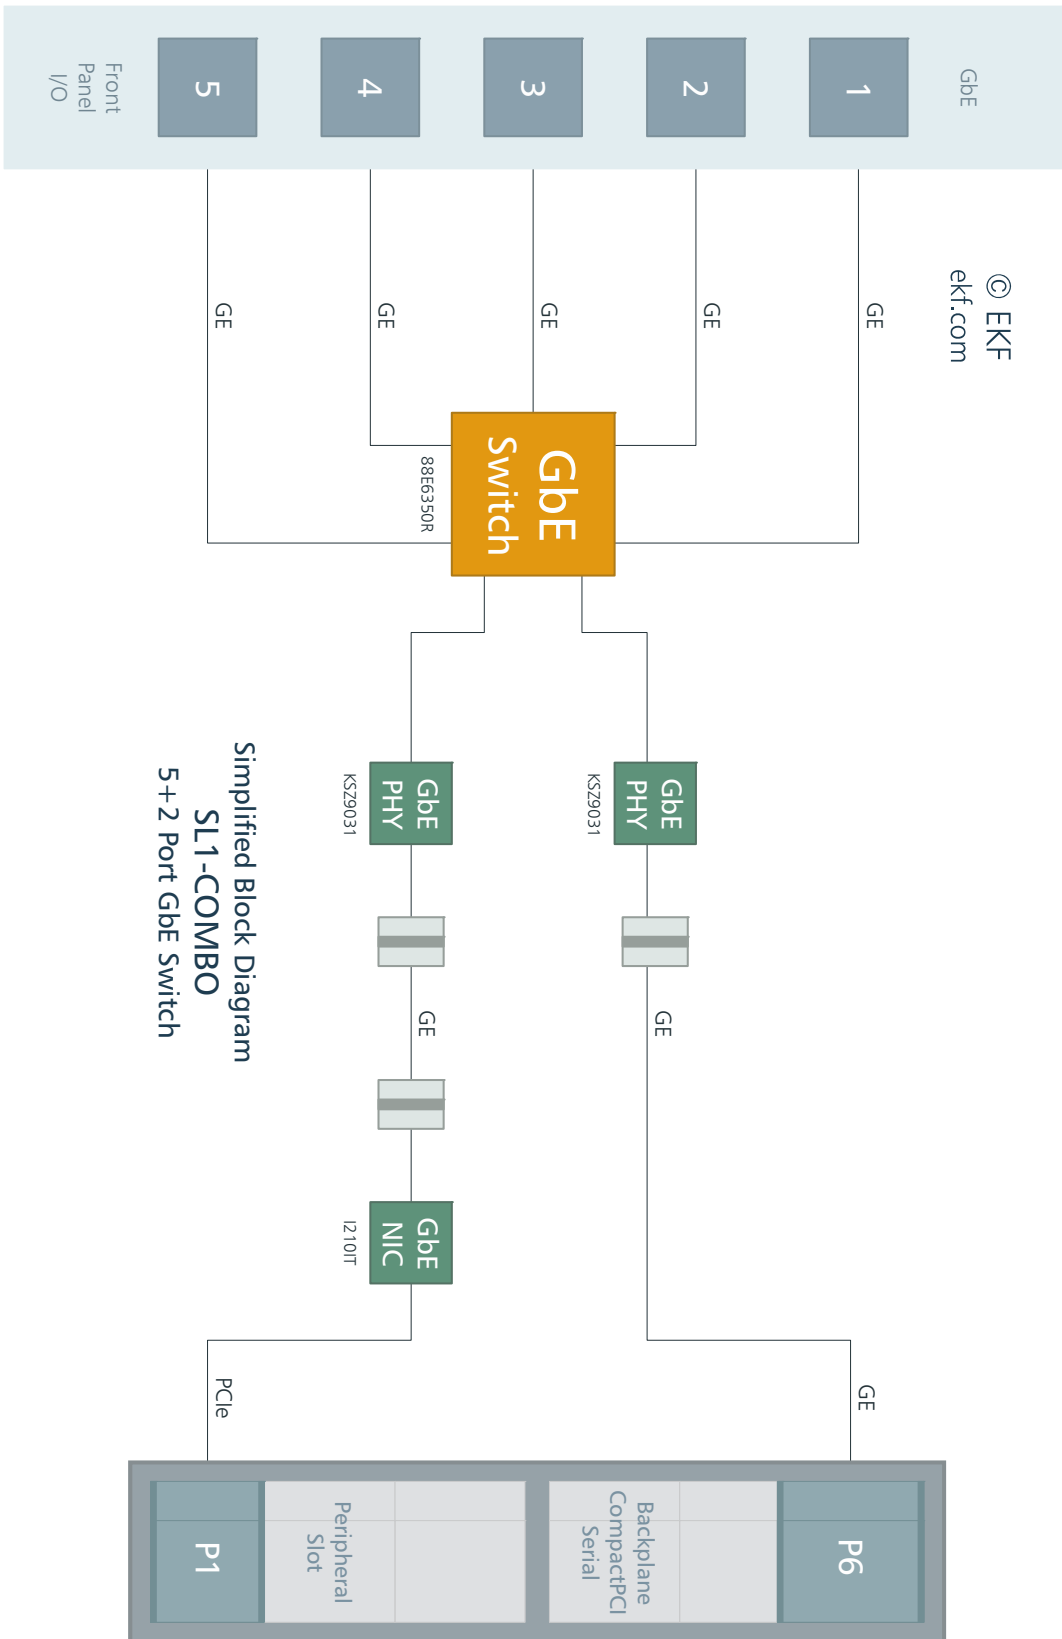 GbE
1
2
3
4
5
Front
Panel
I/O
© EKF
ekf.com
GE
GE
GE
GE
GE
GbE
Switch
88E6350R
GbE
PHY
KSZ9031
GbE
PHY
KSZ9031
Simplified Block Diagram
SL1-COMBO
5+2 Port GbE Switch
GE
GE
GbE
NIC
I210IT
GE
PCIe
P6
Backplane
CompactPCI
Serial
Peripheral
Slot
P1